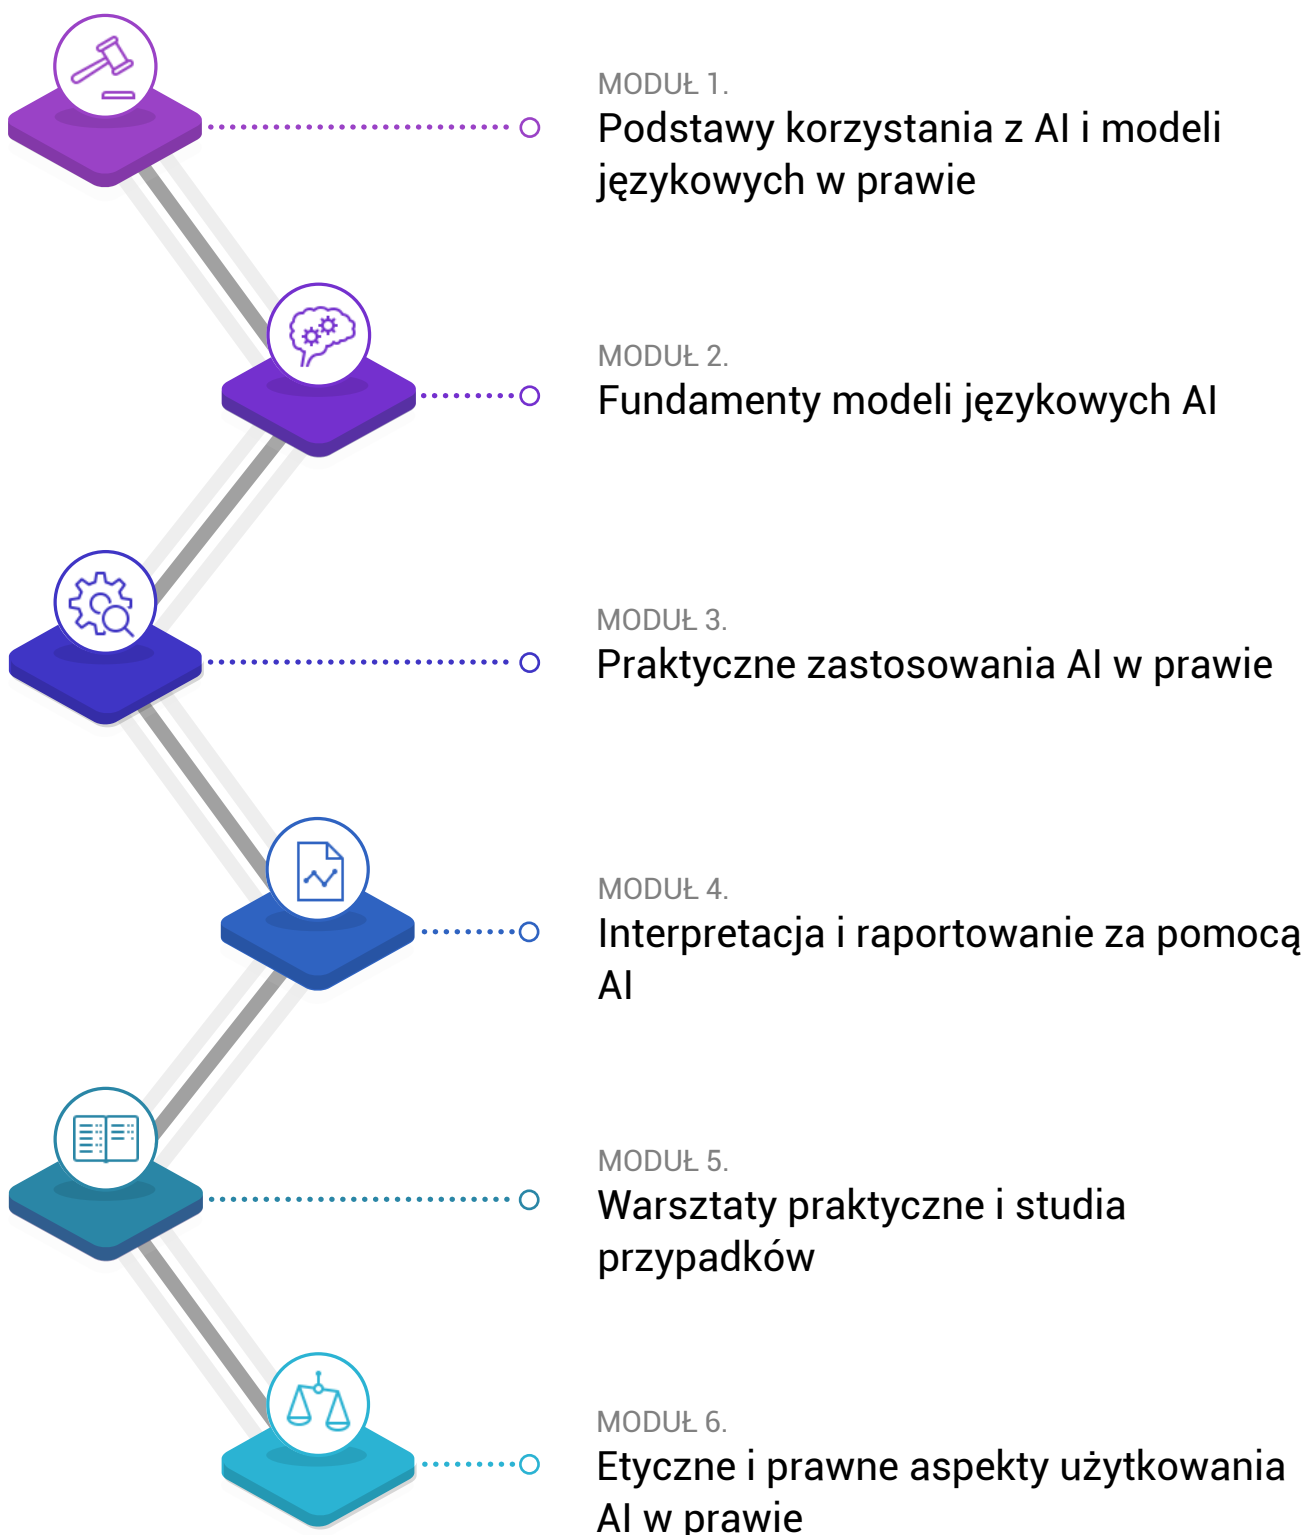 MODUŁ 1.
Podstawy korzystania z AI i modeli
językowych w prawie
MODUŁ 2.
Fundamenty modeli językowych AI
MODUŁ 3.
Praktyczne zastosowania AI w prawie
MODUŁ 4.
Interpretacja i raportowanie za pomocą
AI
MODUŁ 5.
Warsztaty praktyczne i studia
przypadków
MODUŁ 6.
Etyczne i prawne aspekty użytkowania
AI w prawie